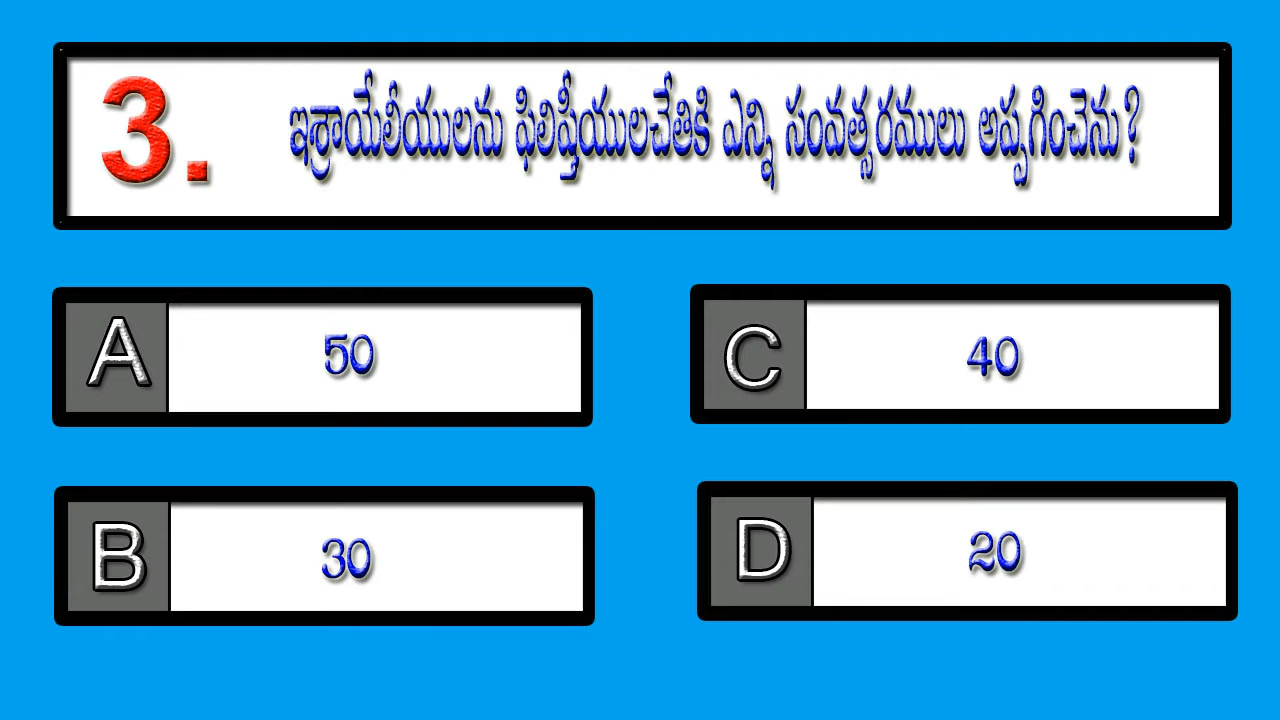 3. ఇశ్రాయేలీయులను ఫిలిష్తీయులచేతికి ఎన్ని సంవత్సరములు అప్పగించెను?
A 50
C 40
B 30
D 20